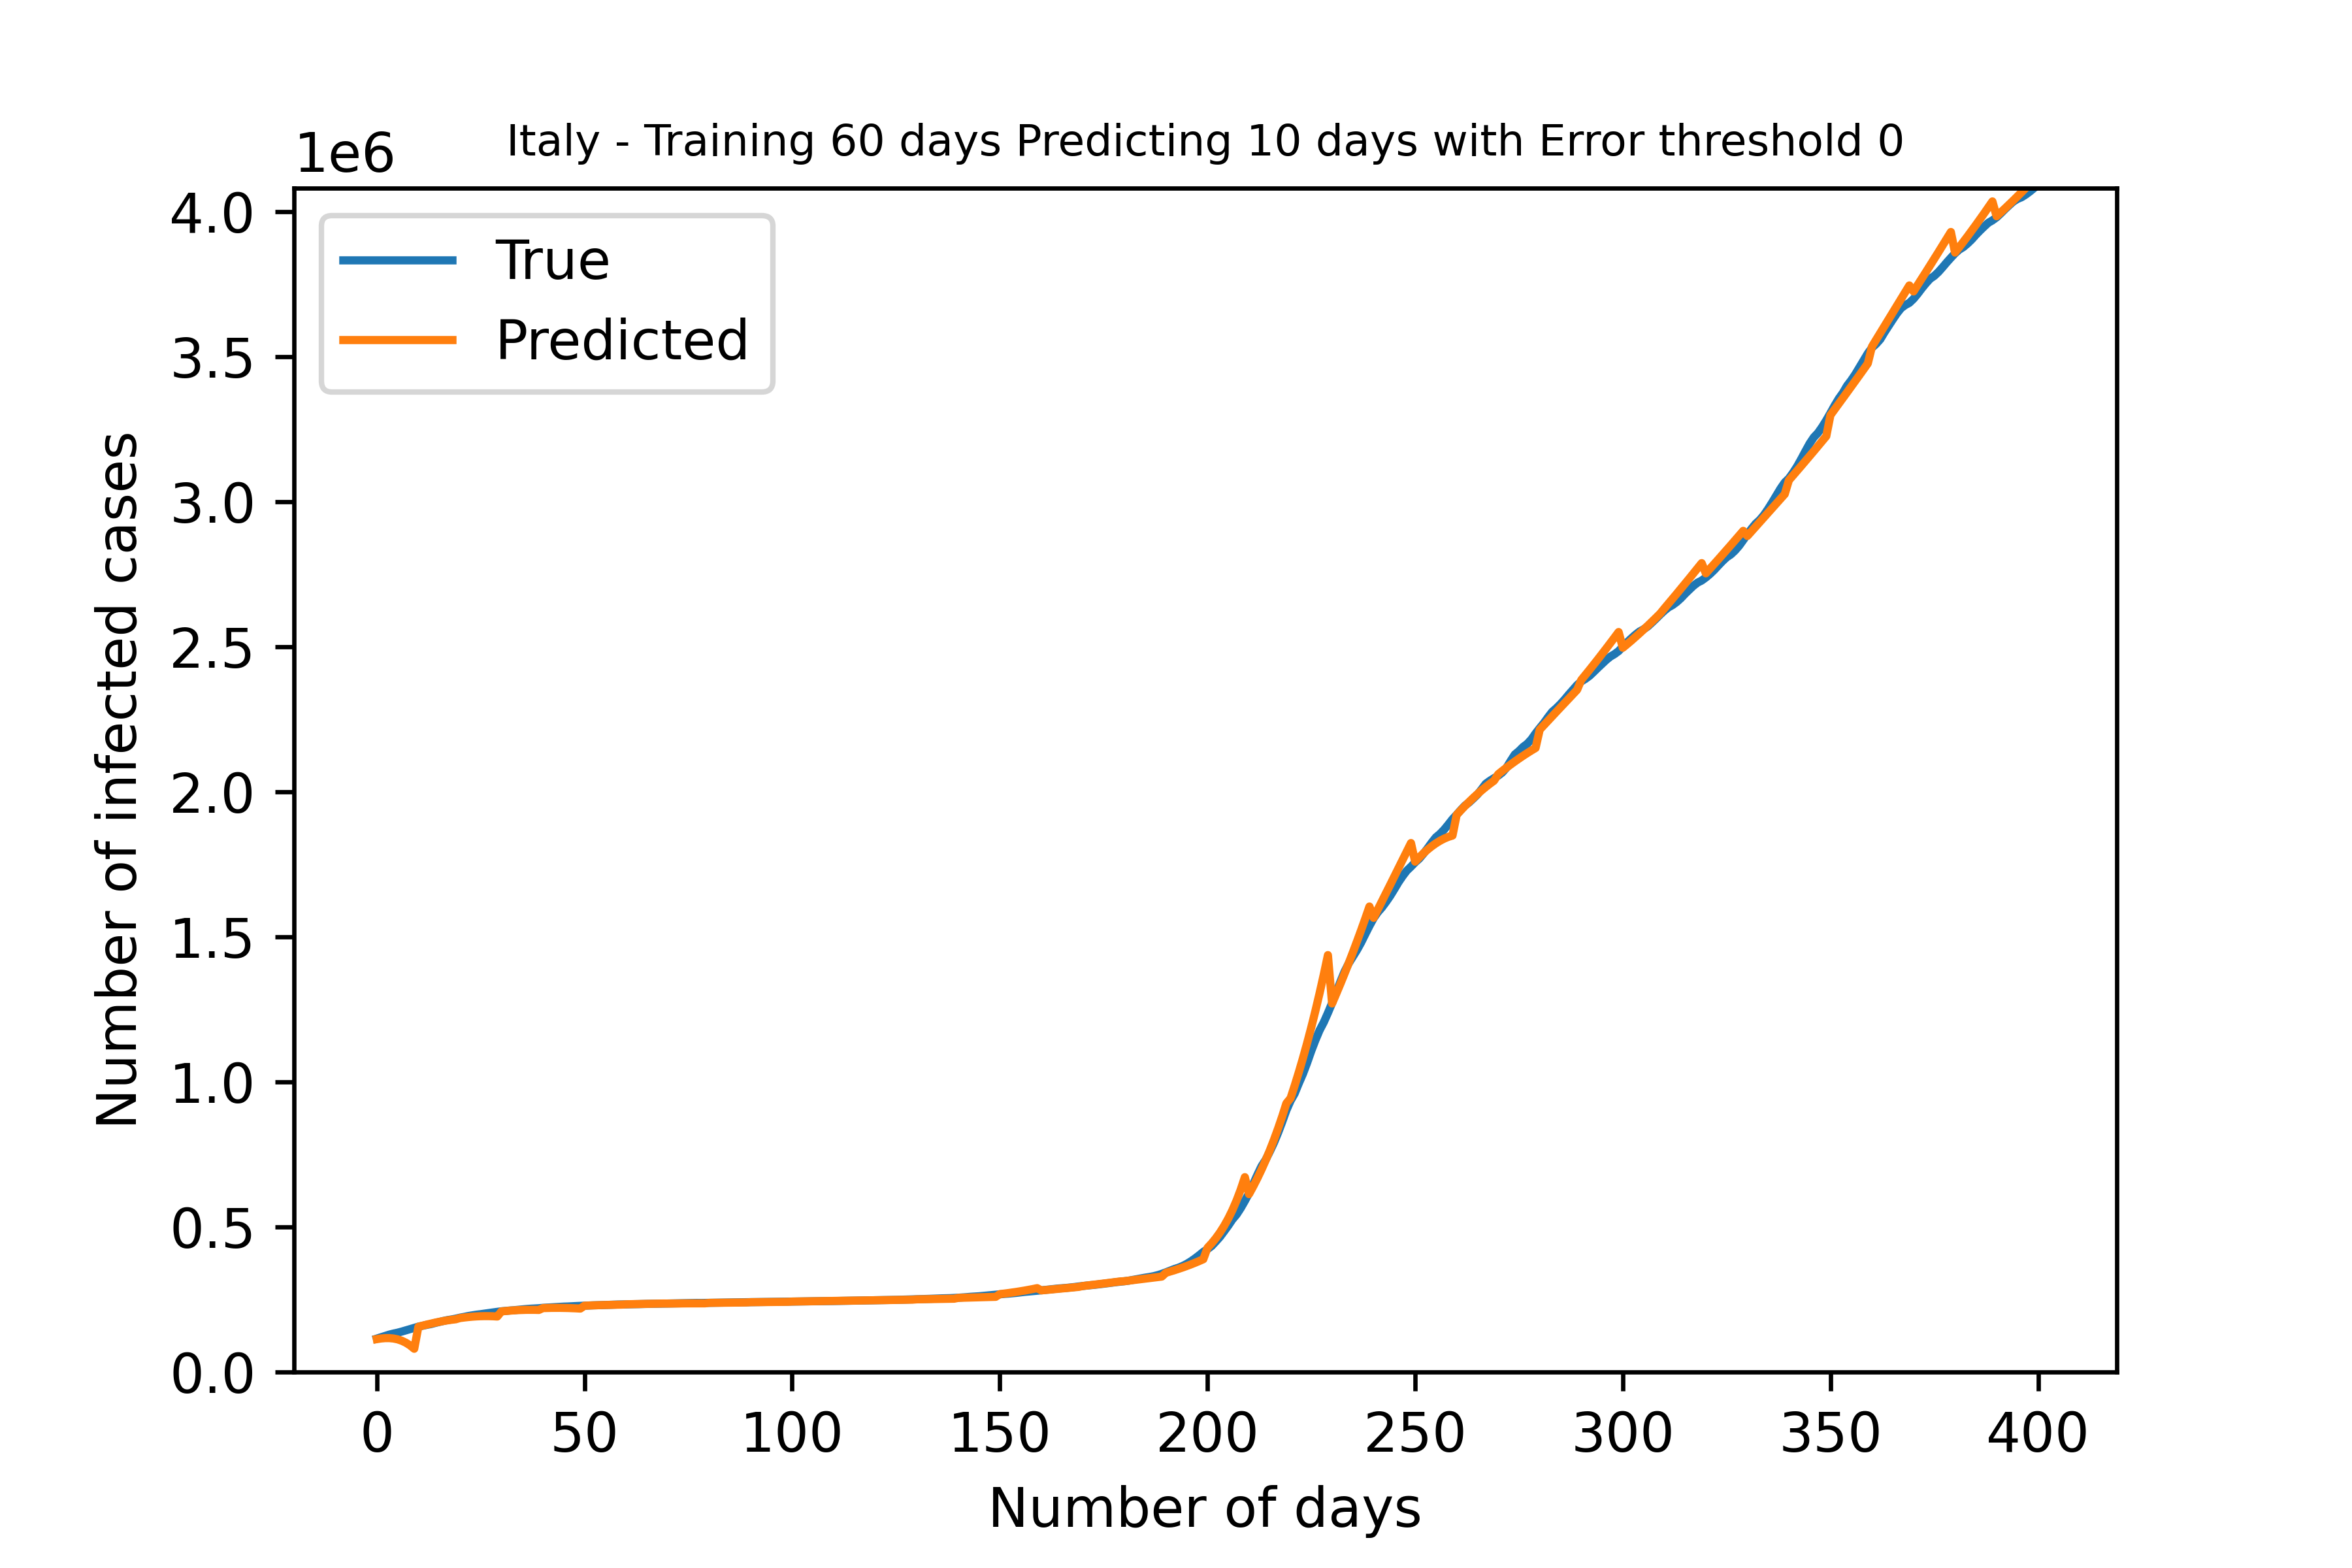 Italy - Training 60 days Predicting 10 days with Error threshold 0
1e6
4.0
3.5
3.0
2.5
2.0
1.5
1.0
0.5
0.0
True
Predicted
Number of infected cases
0 50 100 150 200 250 300 350 400
Number of days